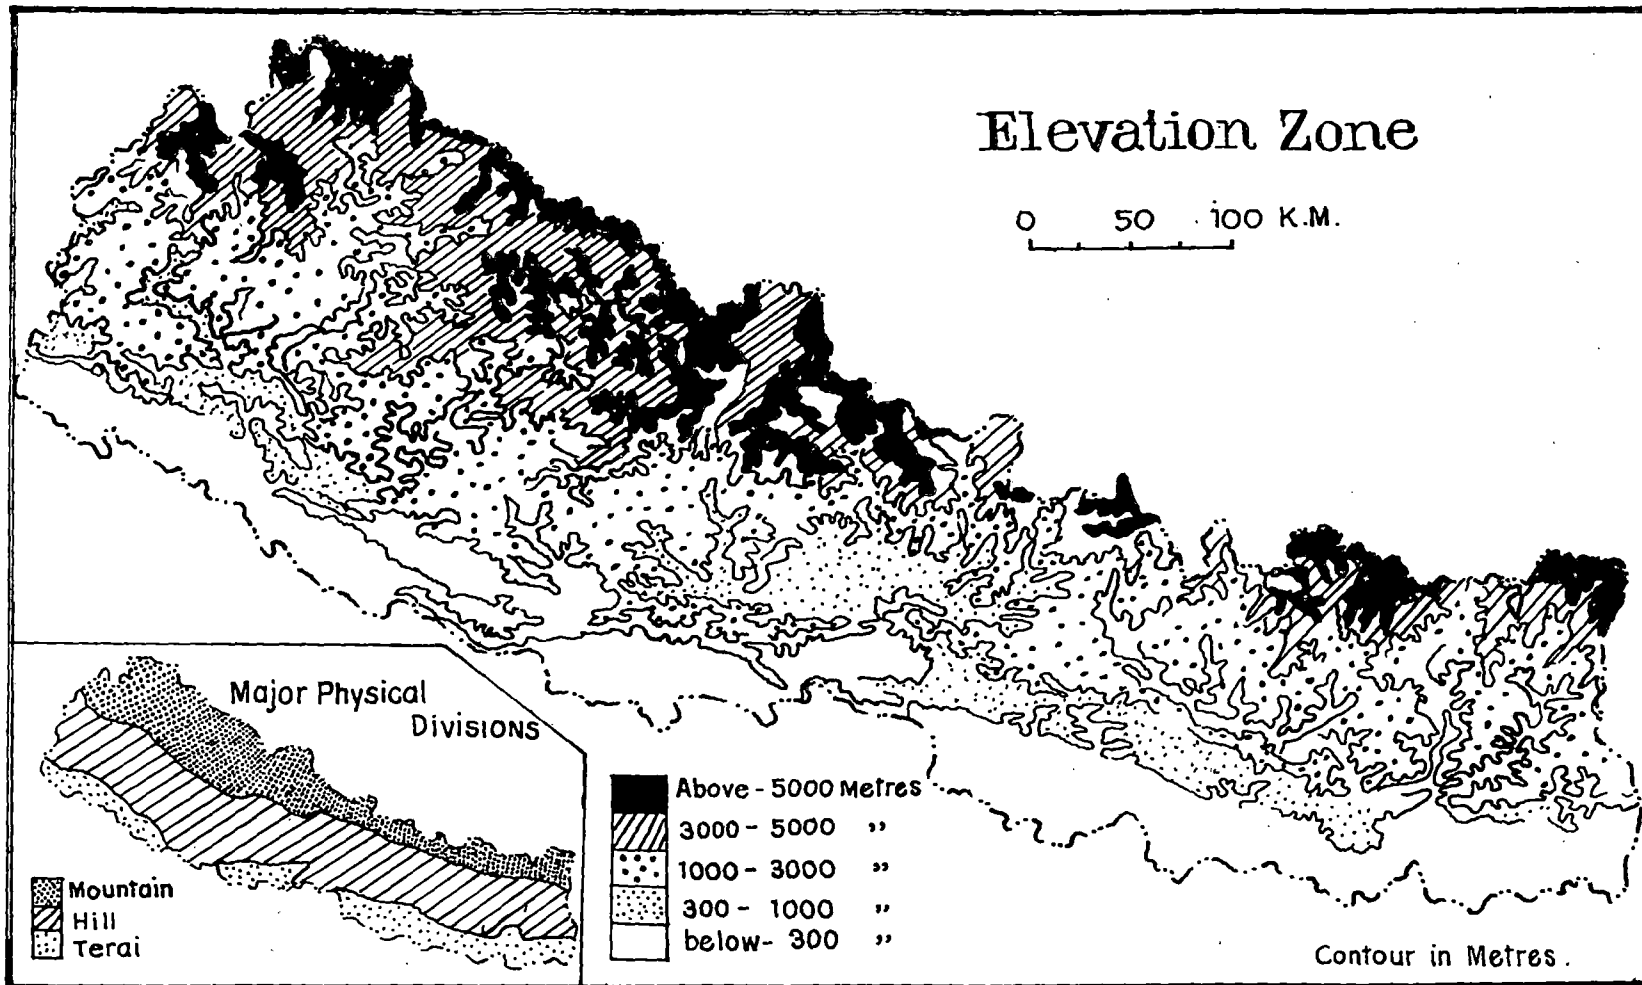 Elevation Zone
0 50 100 K.M.
Major Physical
DIVISIONS
Mountain
Hill
Terai
Above - 5000 Metres
3000 - 5000 "
1000 - 3000 "
300 - 1000 "
below - 300 "
Contour in Metres.